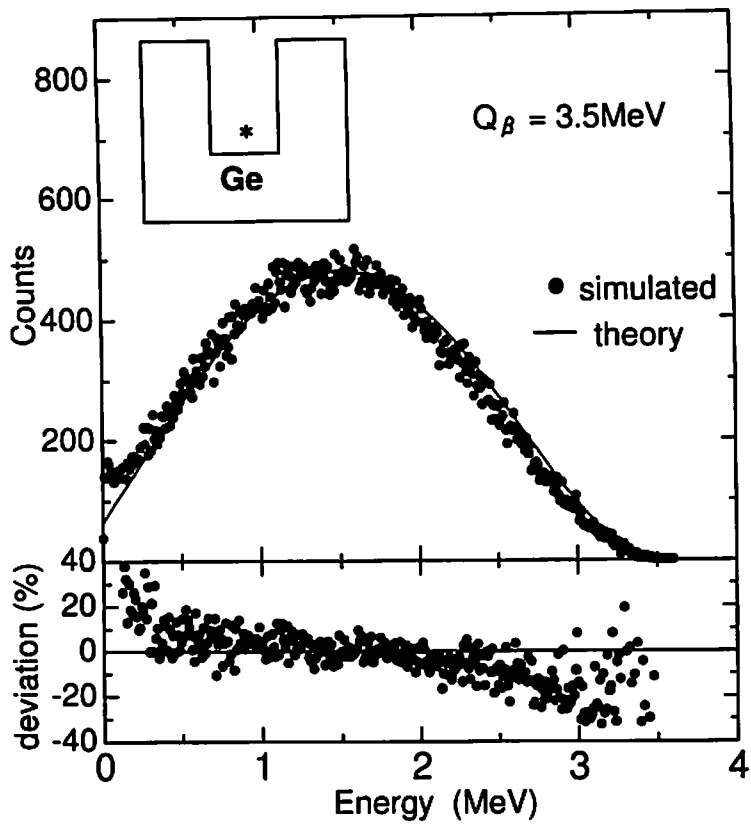 800
600
400
200
Counts
*
Ge
Q β = 3.5MeV
● simulated
— theory
40
20
0
-20
-40
deviation (%)
0 1 2 3 4
Energy (MeV)